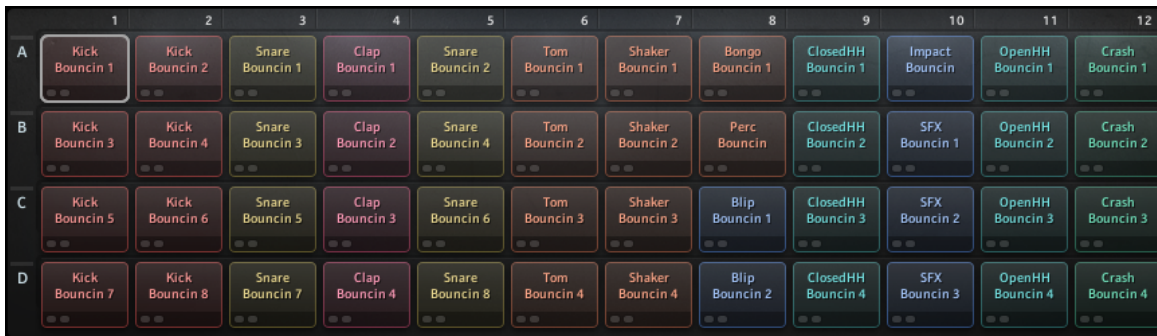 1 2 3 4 5 6 7 8 9 10 11 12
A Kick Kick Snare Clap Snare Tom Shaker Bongo ClosedHH Impact OpenHH Crash
Bouncin 1 Bouncin 2 Bouncin 1 Bouncin 1 Bouncin 2 Bouncin 1 Bouncin 1 Bouncin 1 Bouncin 1 Bouncin Bouncin 1 Bouncin 1
B Kick Kick Snare Clap Snare Tom Shaker Perc ClosedHH SFX OpenHH Crash
Bouncin 3 Bouncin 4 Bouncin 3 Bouncin 2 Bouncin 4 Bouncin 2 Bouncin 2 Bouncin Bouncin 2 Bouncin 1 Bouncin 2 Bouncin 2
C Kick Kick Snare Clap Snare Tom Shaker Blip ClosedHH SFX OpenHH Crash
Bouncin 5 Bouncin 6 Bouncin 5 Bouncin 3 Bouncin 6 Bouncin 3 Bouncin 3 Bouncin 1 Bouncin 3 Bouncin 2 Bouncin 3 Bouncin 3
D Kick Kick Snare Clap Snare Tom Shaker Blip ClosedHH SFX OpenHH Crash
Bouncin 7 Bouncin 8 Bouncin 7 Bouncin 4 Bouncin 8 Bouncin 4 Bouncin 4 Bouncin 2 Bouncin 4 Bouncin 3 Bouncin 4 Bouncin 4